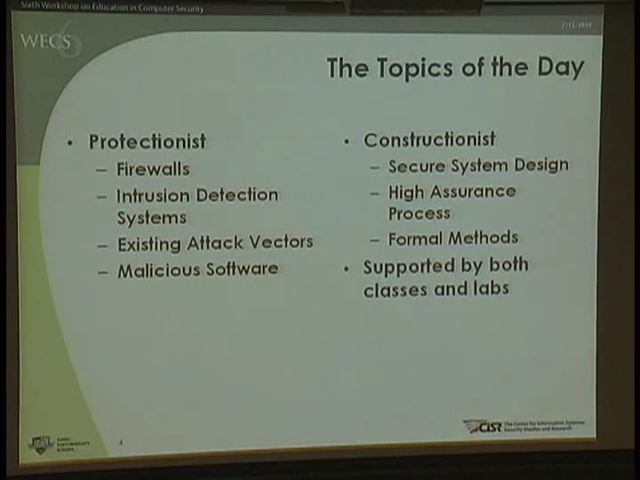 Sixth Workshop on Education in Computer Security
WECS
6
The Topics of the Day
• Protectionist
– Firewalls
– Intrusion Detection
Systems
– Existing Attack Vectors
– Malicious Software
• Constructionist
– Secure System Design
– High Assurance
Process
– Formal Methods
• Supported by both
classes and labs
4
CISR
The Center for Information Systems
Security Studies and Research